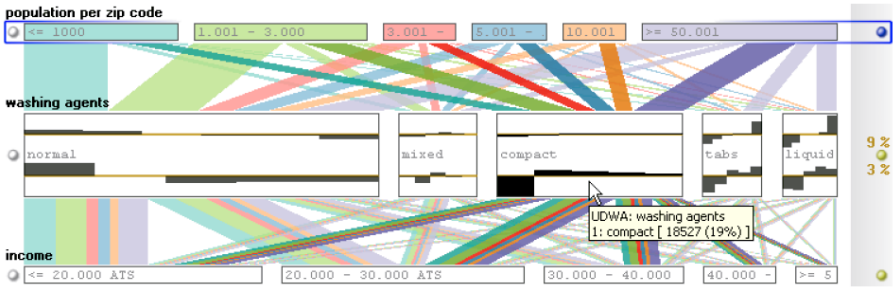 population per zip code
<= 1000 1.001 - 3.000 3.001 - 5.001 - 10.001 >= 50.001
washing agents
9 %
normal mixed compact tabs liquid
3 %
UDWA: washing agents
1: compact [ 18527 (19%) ]
income
<= 20.000 ATS 20.000 - 30.000 ATS 30.000 - 40.000 40.000 - >= 5